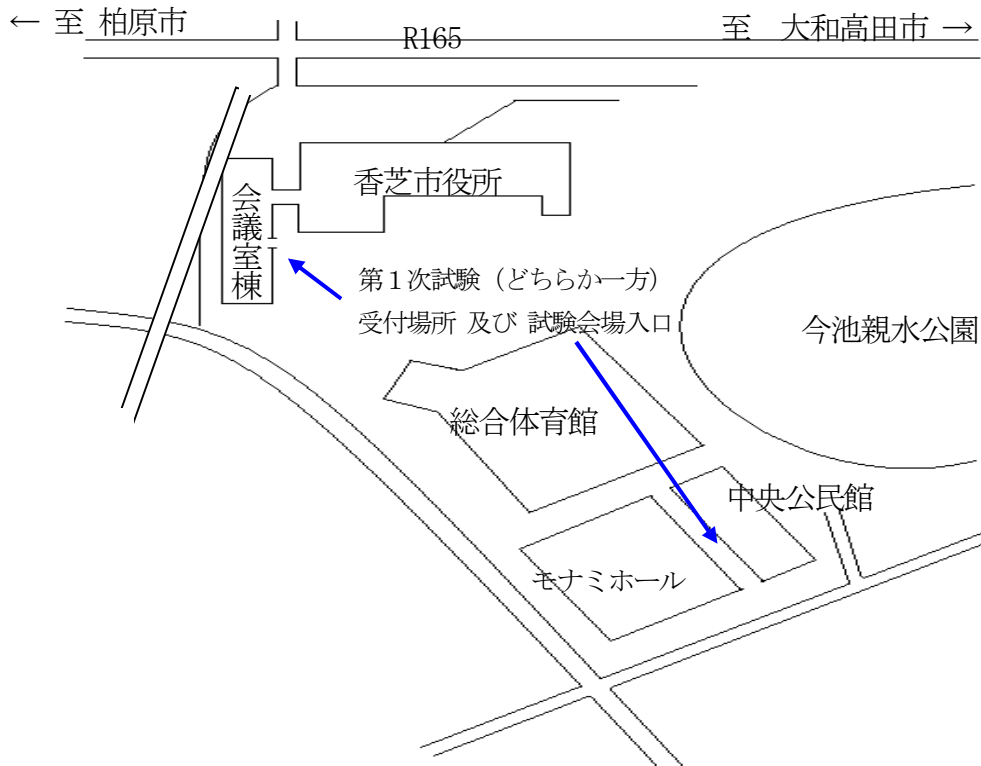 ← 至 柏原市
R165
至 大和高田市 →
香芝市役所
会議室棟
第1次試験（どちらか一方）
受付場所 及び 試験会場入口
今池親水公園
総合体育館
中央公民館
モナミホール